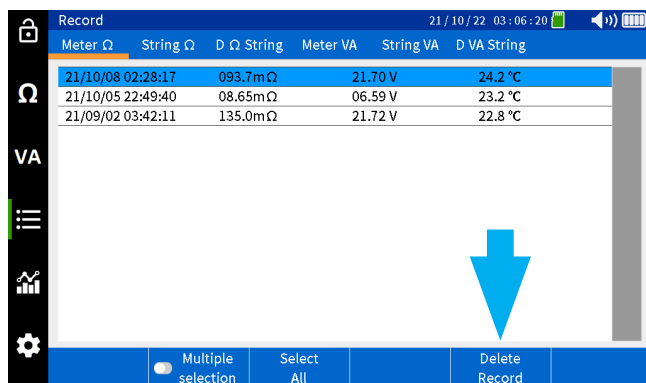 Record 21/10/22 03:06:20
Meter Ω String Ω D Ω String Meter VA String VA D VA String
21/10/08 02:28:17 093.7mΩ 21.70 V 24.2 ℃
21/10/05 22:49:40 08.65mΩ 06.59 V 23.2 ℃
21/09/02 03:42:11 135.0mΩ 21.72 V 22.8 ℃
Ω
VA
Multiple Select Delete
selection All Record